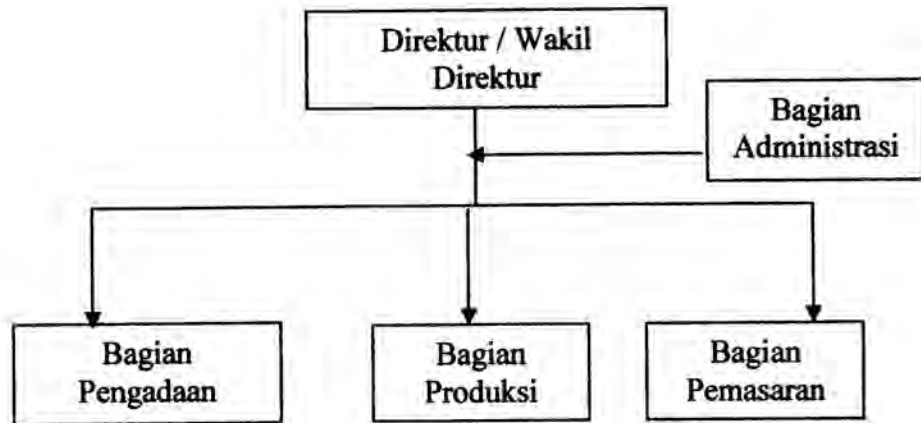 Direktur / Wakil
Direktur
Bagian
Administrasi
Bagian
Pengadaan
Bagian
Produksi
Bagian
Pemasaran